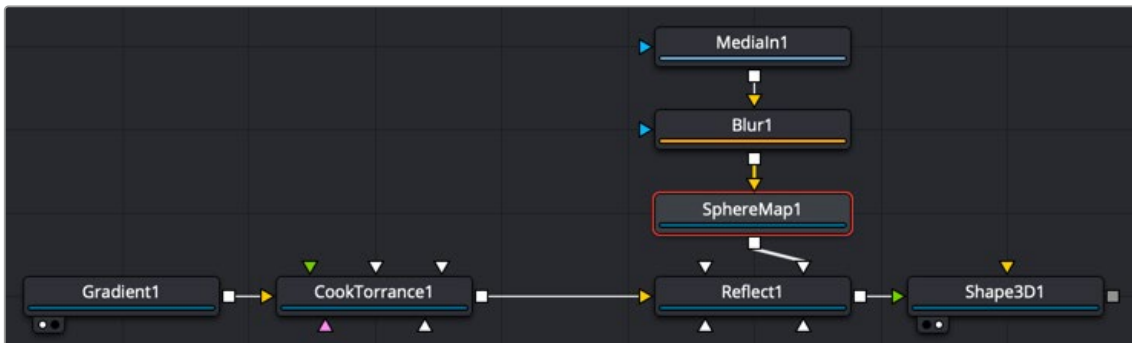 MediaIn1
Blur1
SphereMap1
Gradient1
CookTorrance1
Reflect1
Shape3D1